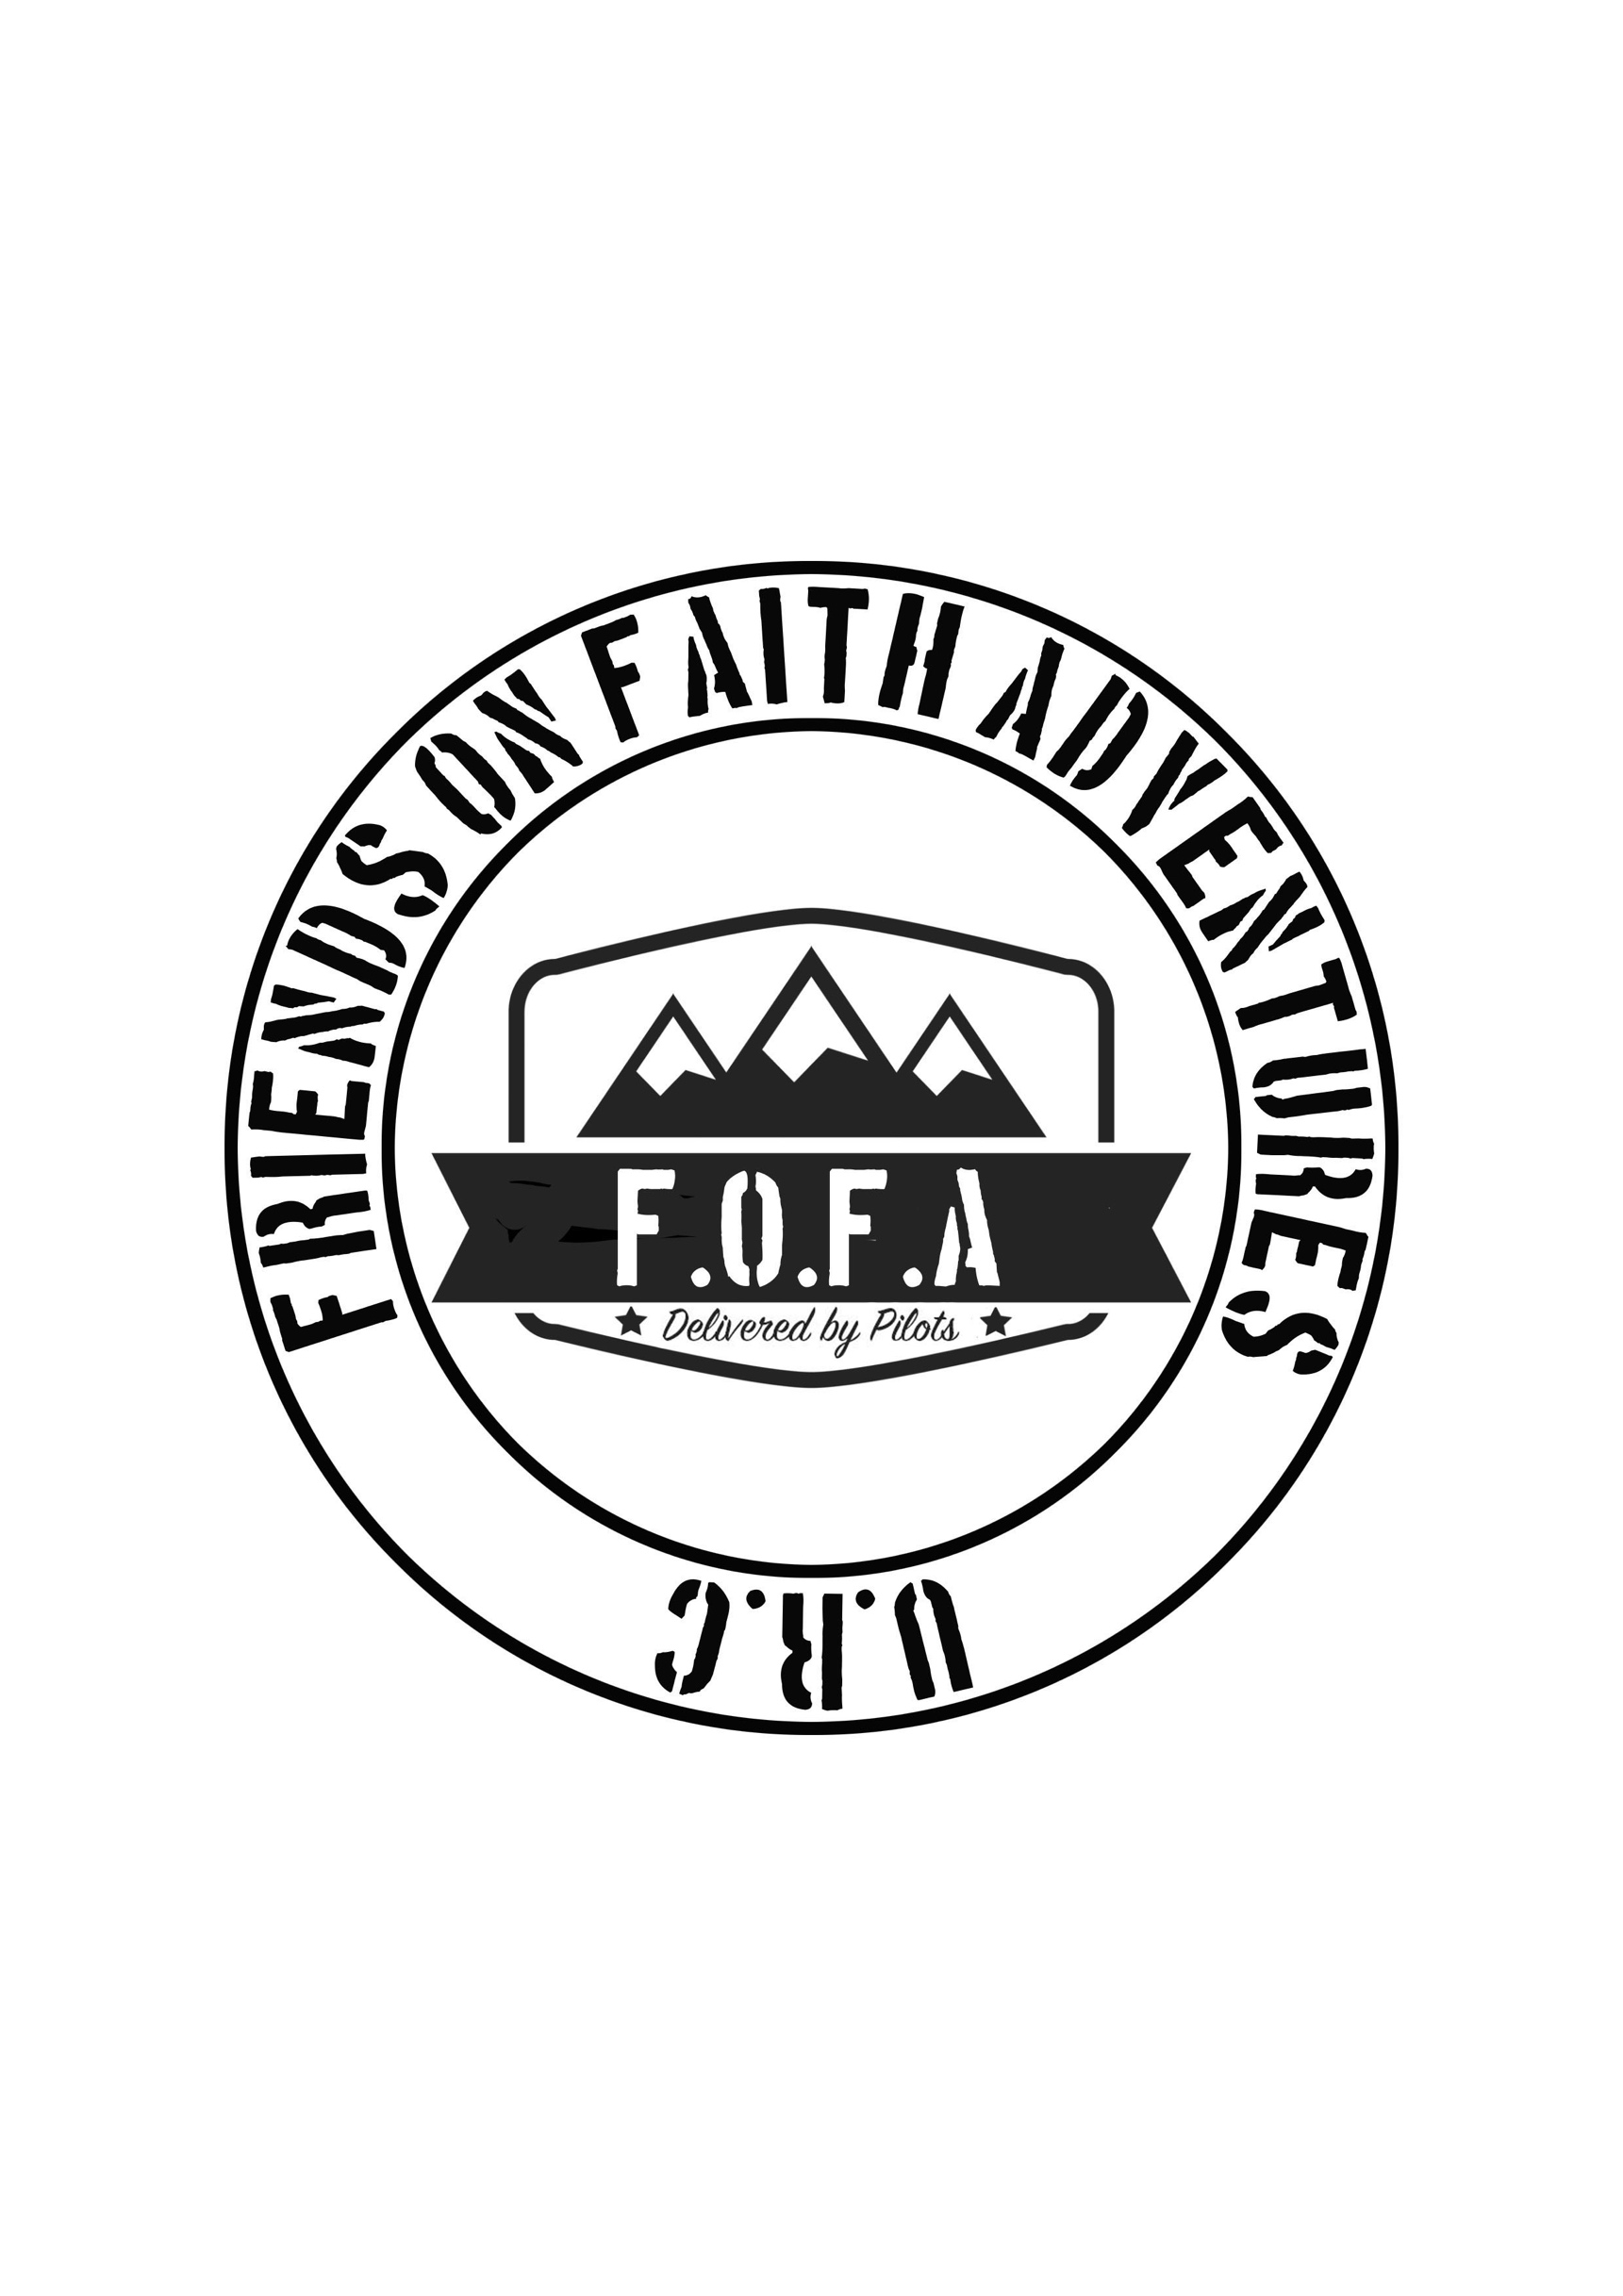 FRIENDS ON FAITH ADVENTURES
F.O.F.A
Delivered by Pilots
U.R.C